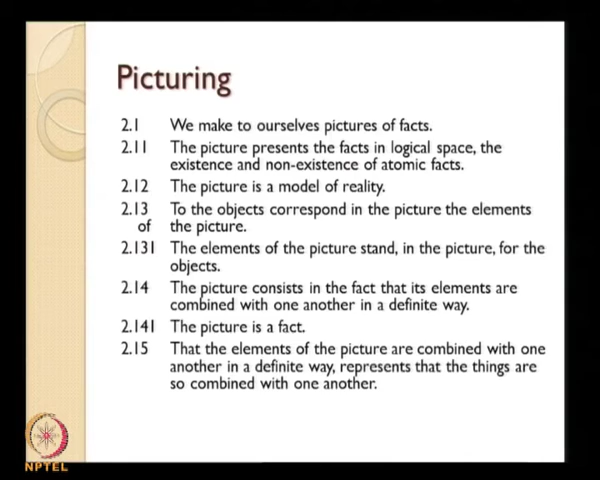 Picturing
2.1 We make to ourselves pictures of facts.
2.11 The picture presents the facts in logical space, the
existence and non-existence of atomic facts.
2.12 The picture is a model of reality.
2.13 To the objects correspond in the picture the elements
of the picture.
2.131 The elements of the picture stand, in the picture, for the
objects.
2.14 The picture consists in the fact that its elements are
combined with one another in a definite way.
2.141 The picture is a fact.
2.15 That the elements of the picture are combined with one
another in a definite way, represents that the things are
so combined with one another.
NPTEL